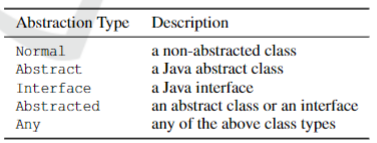 Abstraction Type Description
Normal a non-abstracted class
Abstract a Java abstract class
Interface a Java interface
Abstracted an abstract class or an interface
Any any of the above class types